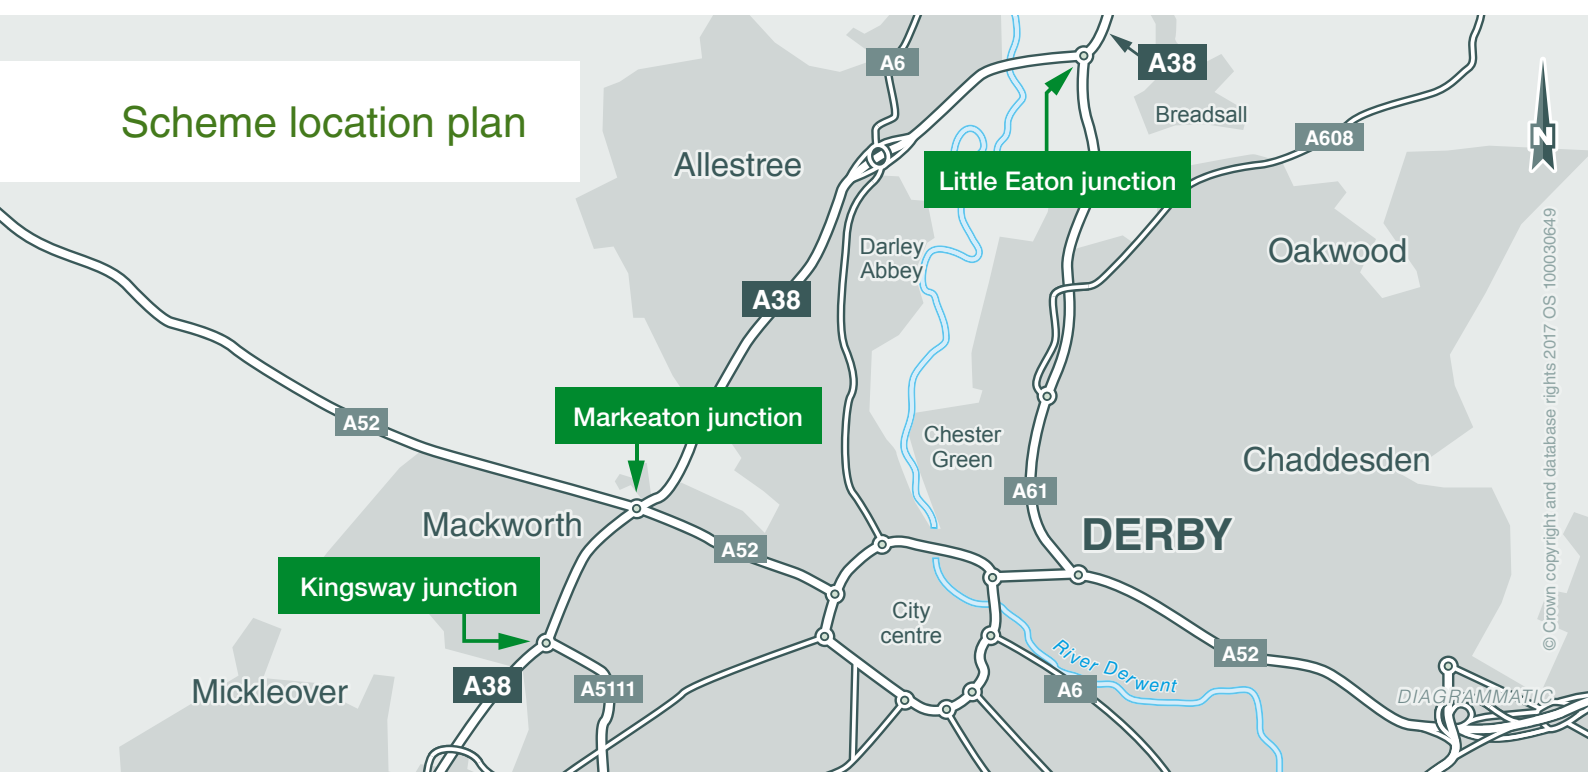 Scheme location plan
A6
A38
Breadsall
A608
N
Allestree
Little Eaton junction
Darley
Abbey
Oakwood
A38
Markeaton junction
A52
Chester
Green
Chaddesden
A61
Mackworth
DERBY
A52
Kingsway junction
City
centre
A52
River Derwent
Mickleover
A38
A5111
A6
DIAGRAMMATIC
© Crown copyright and database rights 2017 OS 100030649